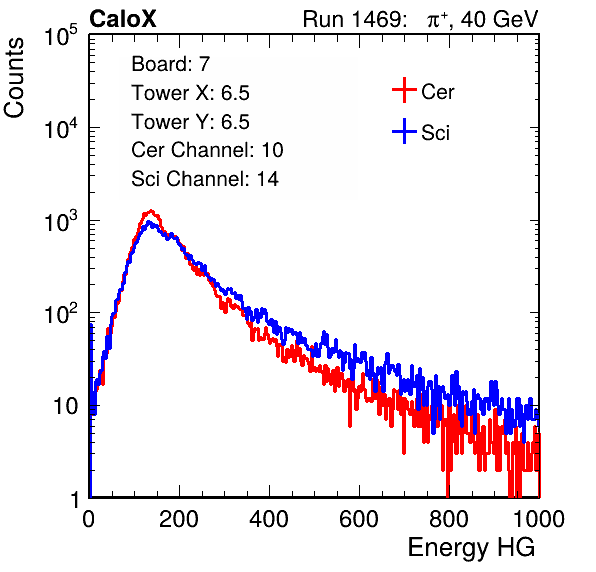 CaloX Run 1469: π⁺, 40 GeV
Counts
10⁵
10⁴
10³
10²
10
1
Board: 7
Tower X: 6.5
Tower Y: 6.5
Cer Channel: 10
Sci Channel: 14
Cer
Sci
0 200 400 600 800 1000
Energy HG